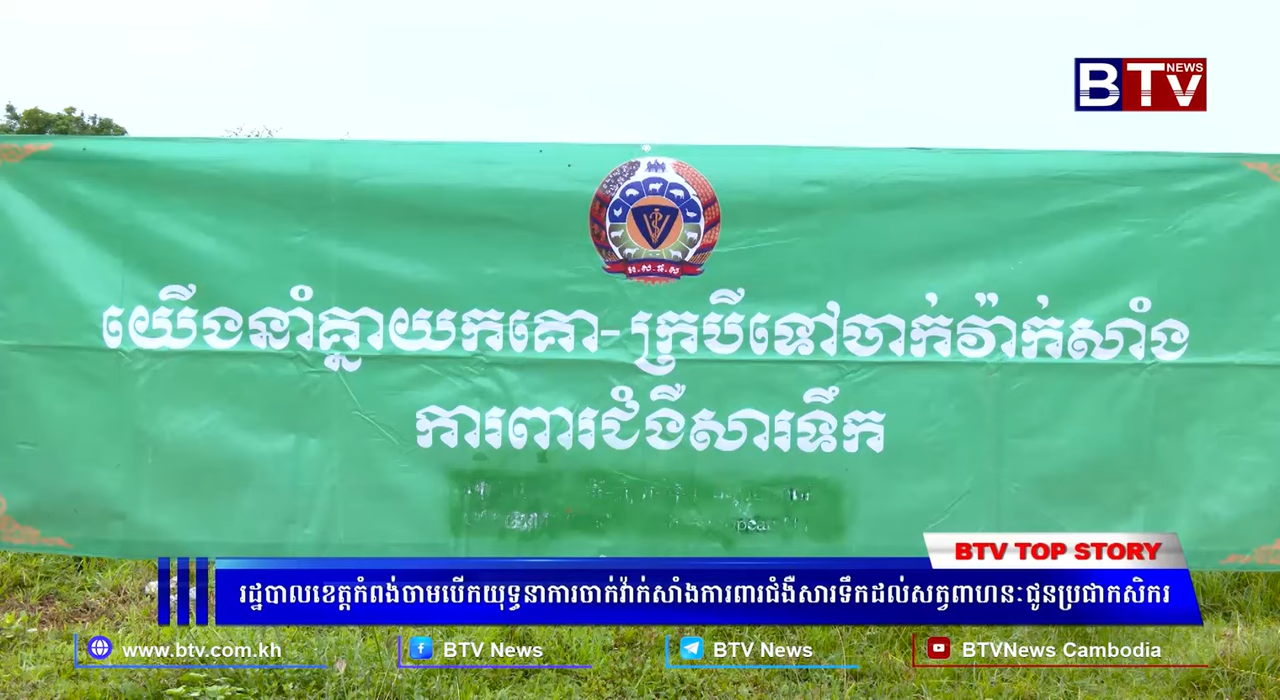 BTV NEWS
យើងនាំគ្នាយកគោ-ក្របីទៅចាក់វ៉ាក់សាំង
ការពារជំងឺសារទឹក
BTV TOP STORY
រដ្ឋបាលខេត្តកំពង់ចាមបើកយុទ្ធនាការចាក់វ៉ាក់សាំងការពារជំងឺសារទឹកដល់សត្វពាហនៈជូនប្រជាកសិករ
www.btv.com.kh
BTV News
BTV News
BTVNews Cambodia